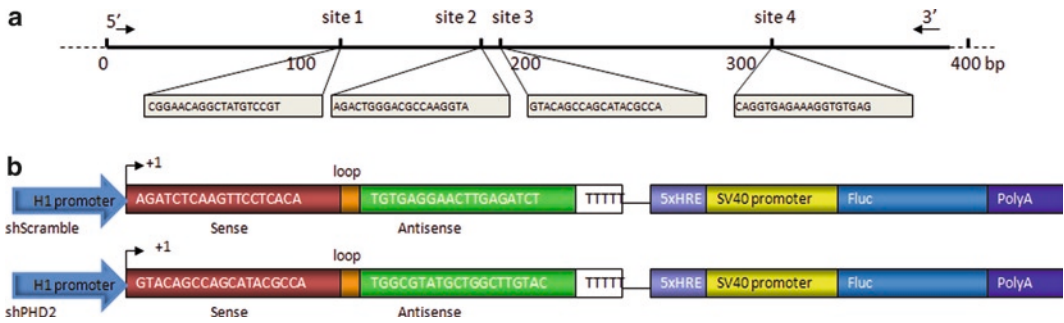 a
5’ site 1 site 2 site 3 site 4 3’
0 100 200 300 400 bp
CGGAACAGGCTATGTCCGT AGACTGGGACGCCAAGGTA GTACAGCCAGCATACGCCA CAGGTGAGAAAGGTGTGAG
b
+1 loop
H1 promoter AGATCTCAAGTTCCTCACA TGTGAGGAACTTGAGATCT TTTTT 5xHRE SV40 promoter Fluc PolyA
shScramble Sense Antisense
+1 loop
H1 promoter GTACAGCCAGCATACGCCA TGGCGTATGCTGGCTTGTAC TTTTT 5xHRE SV40 promoter Fluc PolyA
shPHD2 Sense Antisense